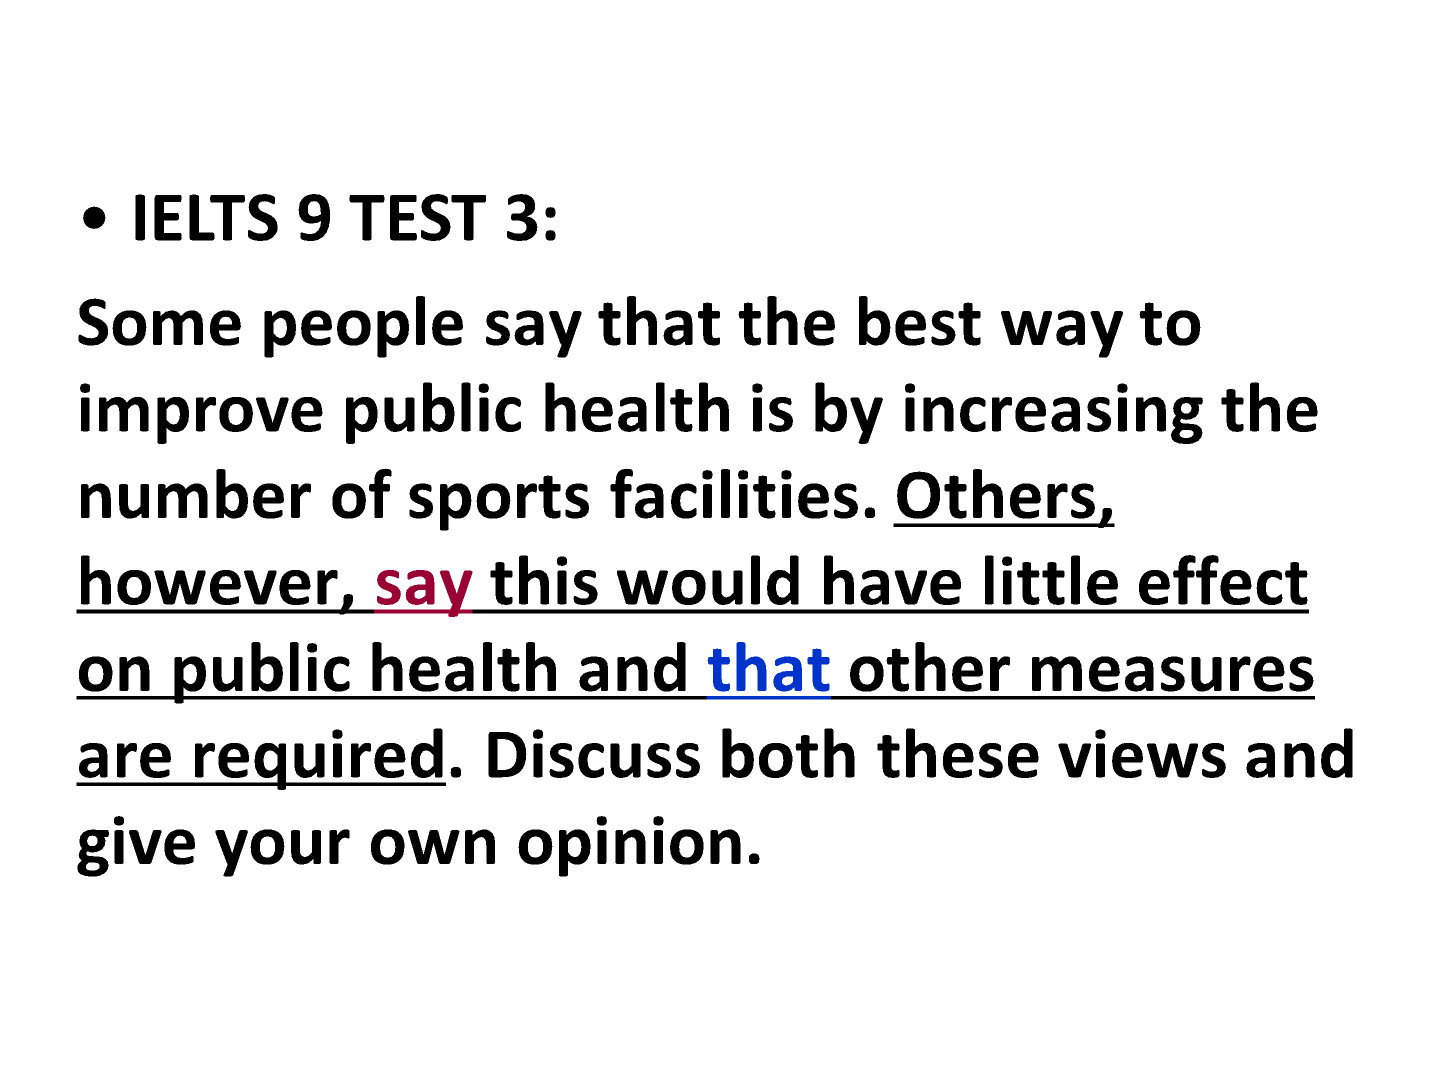 • IELTS 9 TEST 3:
Some people say that the best way to
improve public health is by increasing the
number of sports facilities. Others,
however, say this would have little effect
on public health and that other measures
are required. Discuss both these views and
give your own opinion.